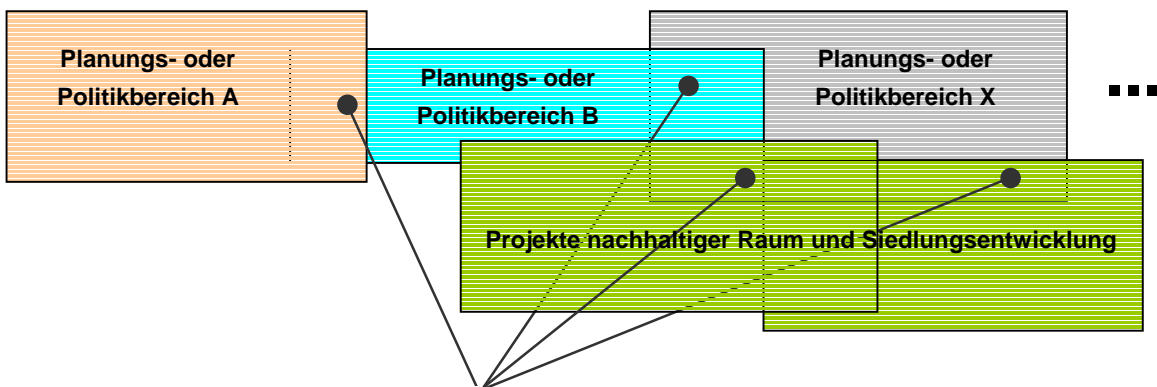 Planungs- oder
Politikbereich A
Planungs- oder
Politikbereich B
Planungs- oder
Politikbereich X
...
Projekte nachhaltiger Raum und Siedlungsentwicklung